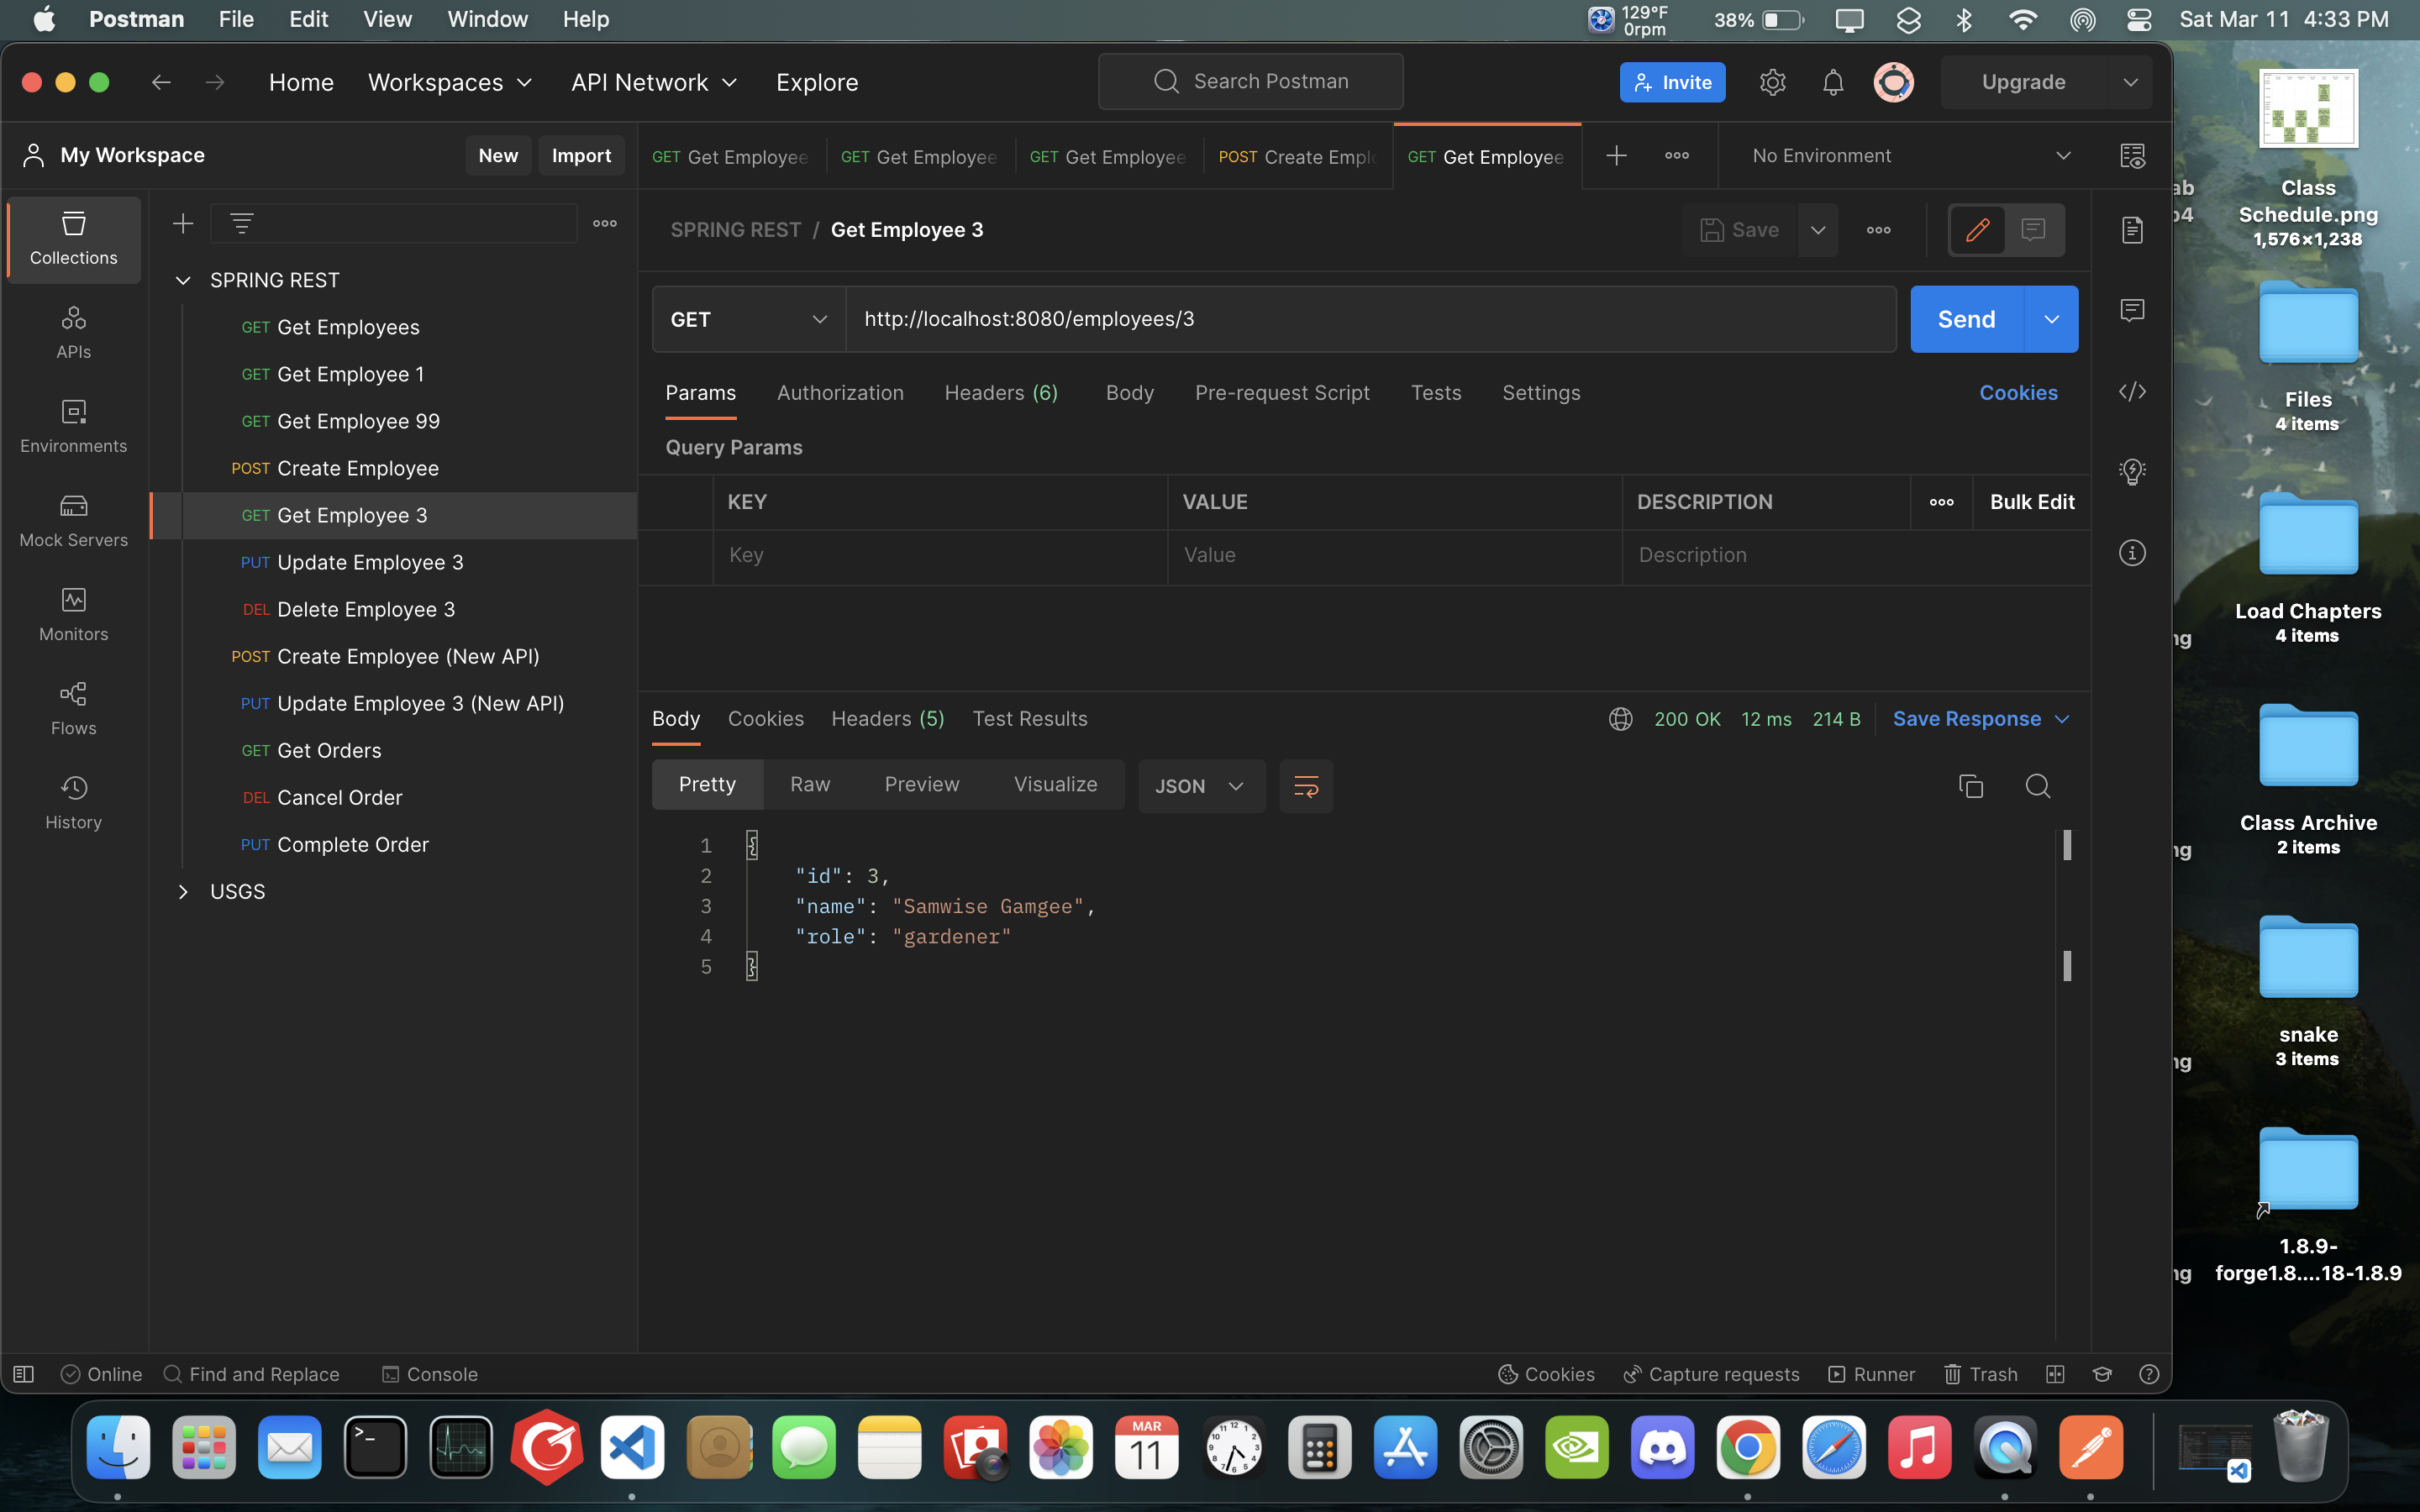 Postman File Edit View Window Help 129°F 0rpm 38% Sat Mar 11 4:33 PM
Home Workspaces API Network Explore Search Postman Invite Upgrade
My Workspace New Import
GET Get Employee GET Get Employee GET Get Employee POST Create Empl GET Get Employee No Environment
Collections
APIs
Environments
Mock Servers
Monitors
Flows
History
SPRING REST
GET Get Employees
GET Get Employee 1
GET Get Employee 99
POST Create Employee
GET Get Employee 3
PUT Update Employee 3
DEL Delete Employee 3
POST Create Employee (New API)
PUT Update Employee 3 (New API)
GET Get Orders
DEL Cancel Order
PUT Complete Order
USGS
SPRING REST / Get Employee 3 Save
GET http://localhost:8080/employees/3 Send
Params Authorization Headers (6) Body Pre-request Script Tests Settings Cookies
Query Params
KEY VALUE DESCRIPTION Bulk Edit
Key Value Description
Body Cookies Headers (5) Test Results 200 OK 12 ms 214 B Save Response
Pretty Raw Preview Visualize JSON
1 {
2 "id": 3,
3 "name": "Samwise Gamgee",
4 "role": "gardener"
5 }
Online Find and Replace Console Cookies Capture requests Runner Trash
ab
p4
ng
ng
ng
ng
Class
Schedule.png
1,576×1,238
Files
4 items
Load Chapters
4 items
Class Archive
2 items
snake
3 items
1.8.9-
forge1.8....18-1.8.9
MAR
11